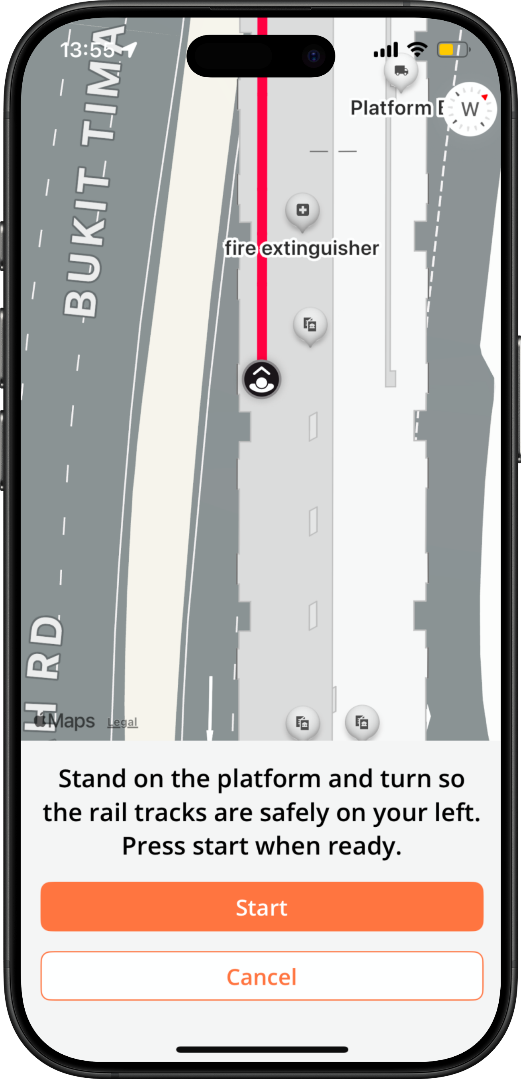 13:55
BUKIT TIMA
Platform
W
fire extinguisher
H RD
Maps Legal
Stand on the platform and turn so
the rail tracks are safely on your left.
Press start when ready.
Start
Cancel